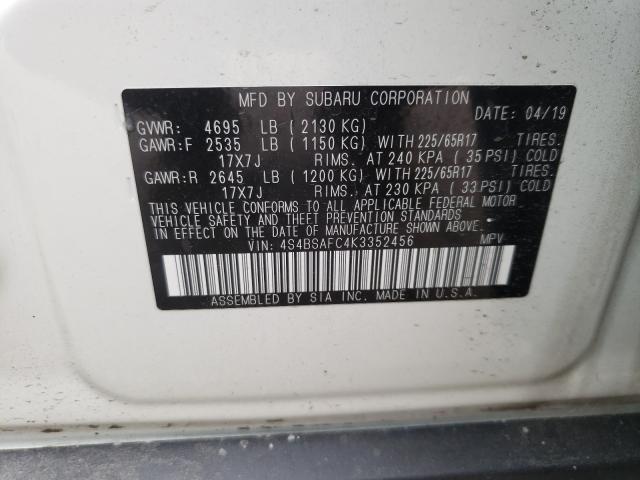 MFD BY SUBARU CORPORATION
DATE: 04/19
GVWR: 4695 LB ( 2130 KG)
GAWR:F 2535 LB ( 1150 KG) WITH 225/65R17 TIRES.
17X7J RIMS. AT 240 KPA ( 35 PSI) COLD
GAWR:R 2645 LB ( 1200 KG) WITH 225/65R17 TIRES.
17X7J RIMS. AT 230 KPA ( 33 PSI) COLD
THIS VEHICLE CONFORMS TO ALL APPLICABLE FEDERAL MOTOR
VEHICLE SAFETY AND THEFT PREVENTION STANDARDS
IN EFFECT ON THE DATE OF MANUFACTURE SHOWN ABOVE.
VIN: 4S4BSAFC4K3352456 MPV
ASSEMBLED BY SIA INC. MADE IN U.S.A.